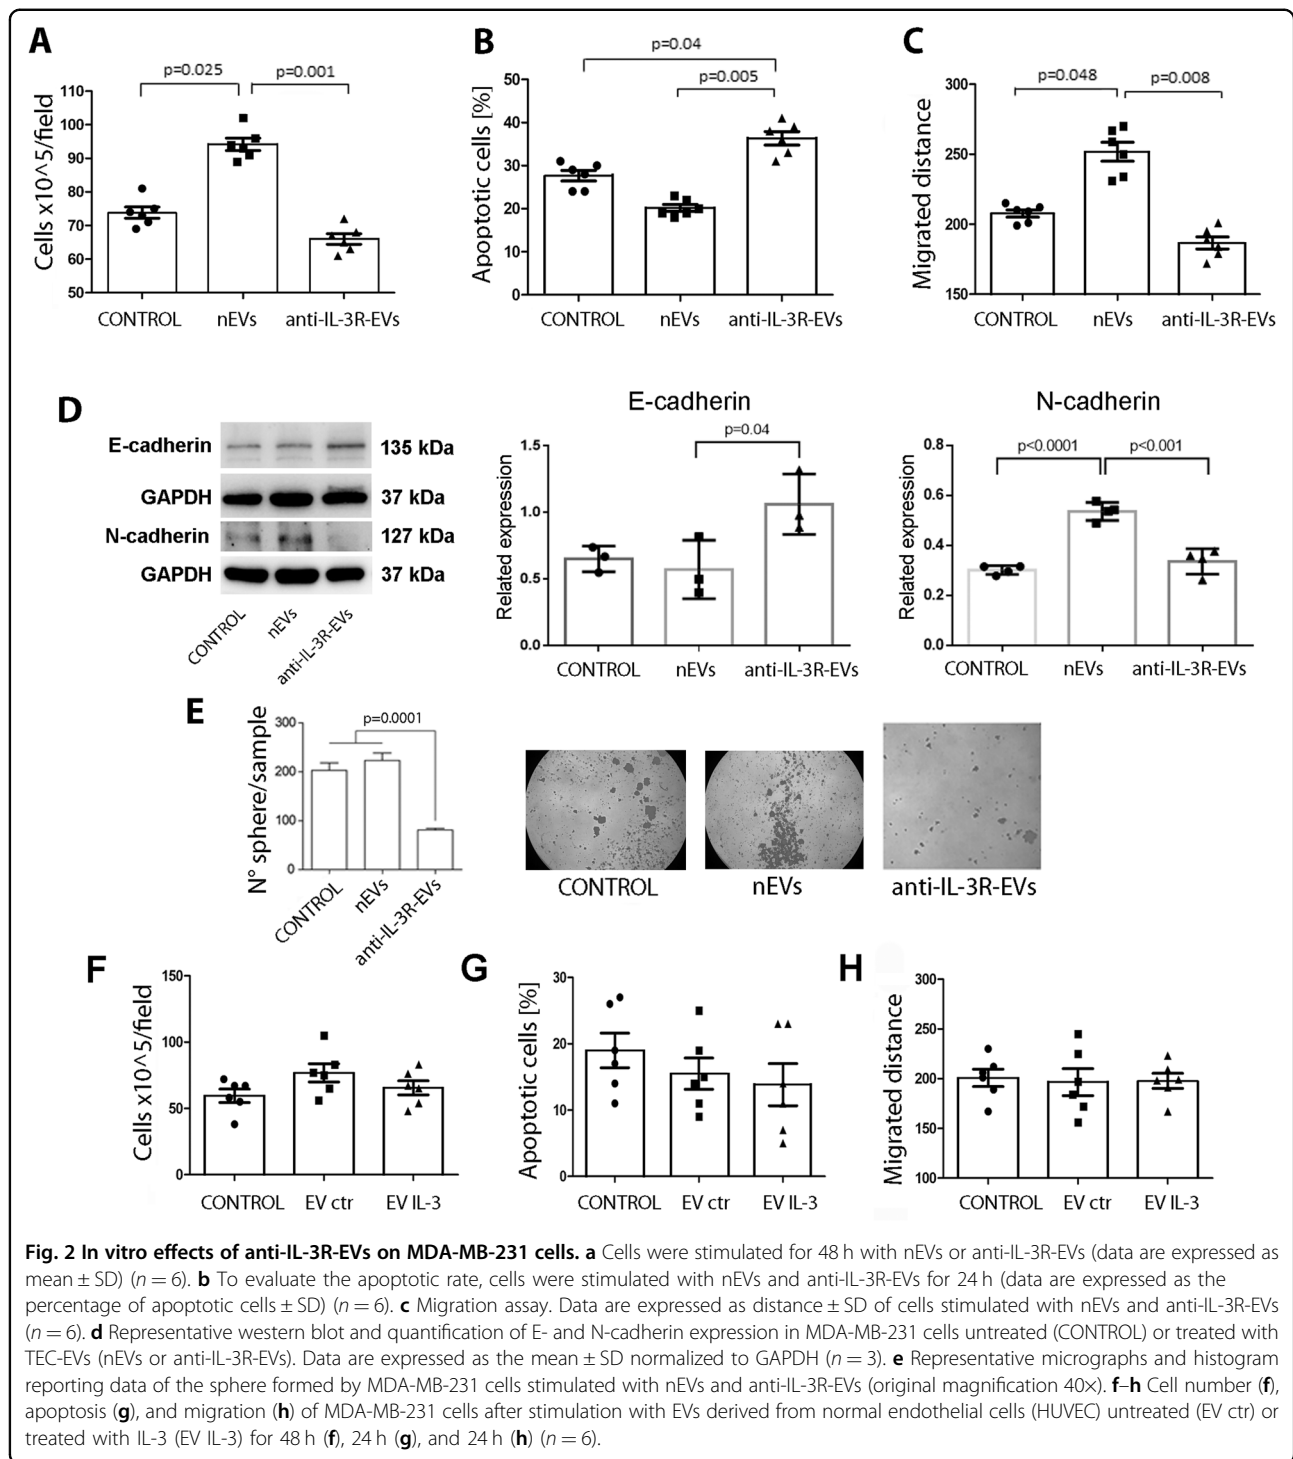 A
p=0.025
p=0.001
Cells x10^5/field
110
100
90
80
70
60
50
CONTROL
nEVs
anti-IL-3R-EVs
B
p=0.04
p=0.005
Apoptotic cells [%]
50
40
30
20
10
0
CONTROL
nEVs
anti-IL-3R-EVs
C
p=0.048
p=0.008
Migrated distance
300
250
200
150
CONTROL
nEVs
anti-IL-3R-EVs
D
E-cadherin 135 kDa
GAPDH 37 kDa
N-cadherin 127 kDa
GAPDH 37 kDa
CONTROL
nEVs
anti-IL-3R-EVs
E-cadherin
p=0.04
Related expression
1.5
1.0
0.5
0.0
CONTROL
nEVs
anti-IL-3R-EVs
N-cadherin
p<0.0001
p<0.001
Related expression
0.8
0.6
0.4
0.2
0.0
CONTROL
nEVs
anti-IL-3R-EVs
E
p=0.0001
N° sphere/sample
300
200
100
0
CONTROL
nEVs
anti-IL-3R-EVs
CONTROL
nEVs
anti-IL-3R-EVs
F
Cells x10^5/field
150
100
50
0
CONTROL
EV ctr
EV IL-3
G
Apoptotic cells [%]
30
20
10
0
CONTROL
EV ctr
EV IL-3
H
Migrated distance
300
250
200
150
100
CONTROL
EV ctr
EV IL-3
Fig. 2 In vitro effects of anti-IL-3R-EVs on MDA-MB-231 cells. a Cells were stimulated for 48 h with nEVs or anti-IL-3R-EVs (data are expressed as
mean ± SD) (n = 6). b To evaluate the apoptotic rate, cells were stimulated with nEVs and anti-IL-3R-EVs for 24 h (data are expressed as the
percentage of apoptotic cells ± SD) (n = 6). c Migration assay. Data are expressed as distance ± SD of cells stimulated with nEVs and anti-IL-3R-EVs
(n = 6). d Representative western blot and quantification of E- and N-cadherin expression in MDA-MB-231 cells untreated (CONTROL) or treated with
TEC-EVs (nEVs or anti-IL-3R-EVs). Data are expressed as the mean ± SD normalized to GAPDH (n = 3). e Representative micrographs and histogram
reporting data of the sphere formed by MDA-MB-231 cells stimulated with nEVs and anti-IL-3R-EVs (original magnification 40×). f–h Cell number (f),
apoptosis (g), and migration (h) of MDA-MB-231 cells after stimulation with EVs derived from normal endothelial cells (HUVEC) untreated (EV ctr) or
treated with IL-3 (EV IL-3) for 48 h (f), 24 h (g), and 24 h (h) (n = 6).